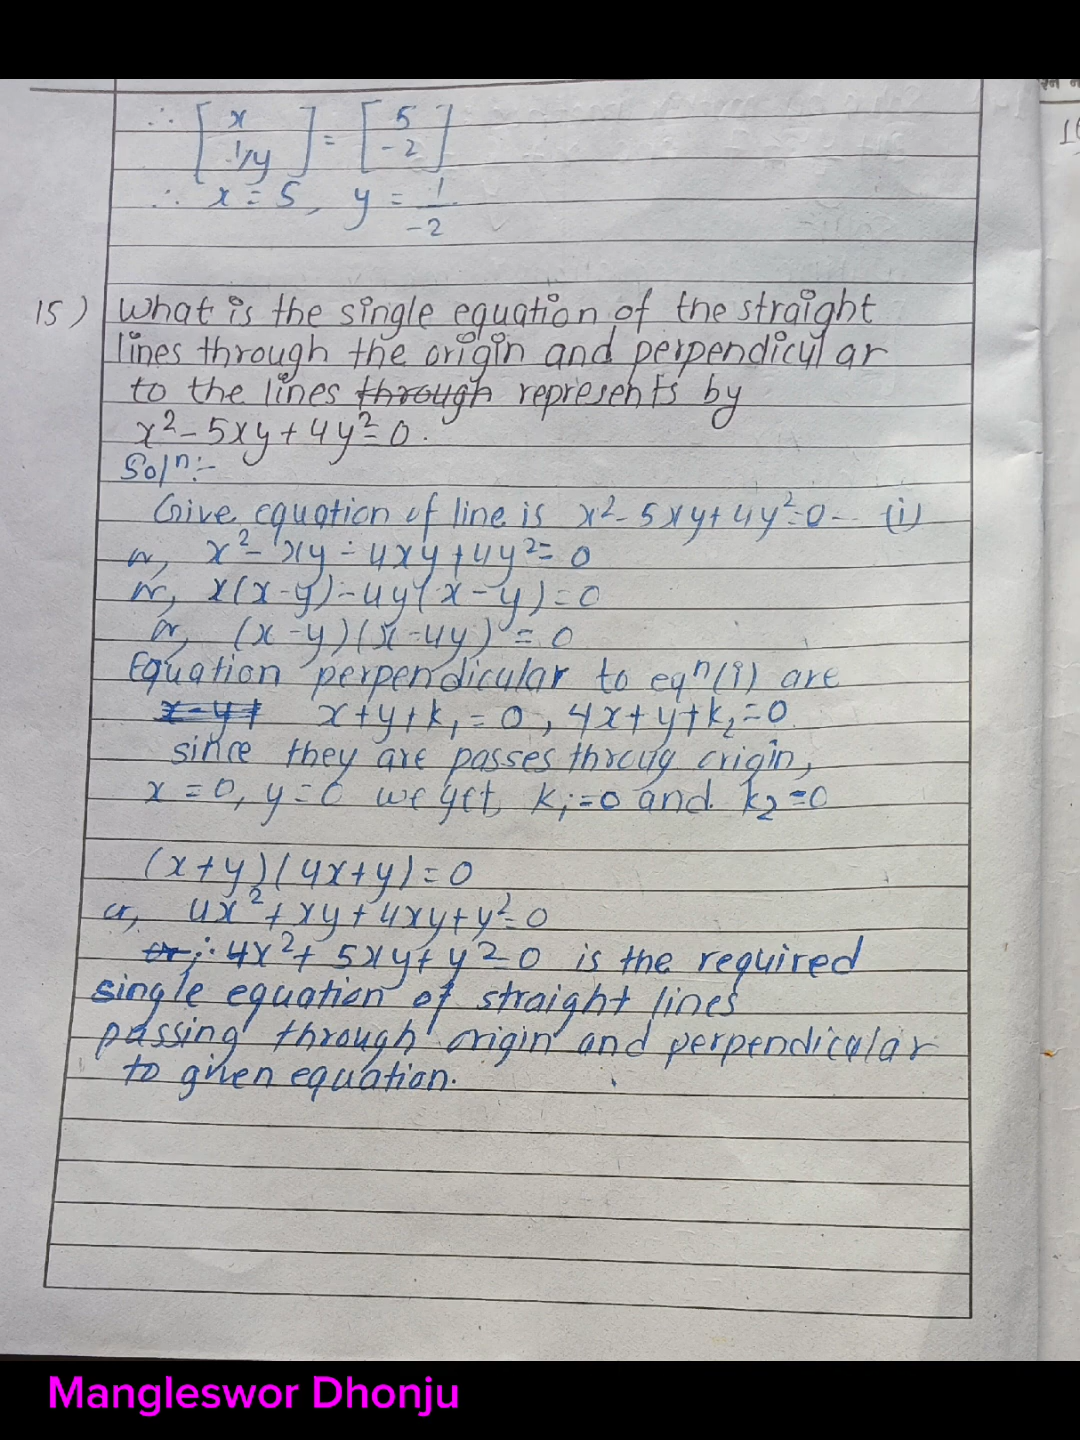 ∴ [ x
1/y ] = [ 5
-2 ]
∴ x = 5, y = 1/-2
15) What is the single equation of the straight
lines through the origin and perpendicular
to the lines ~~through~~ represents by
x² - 5xy + 4y² = 0.
Solⁿ:-
Give equation of line is x² - 5xy + 4y² = 0 -- (i)
or, x² - xy - 4xy + 4y² = 0
or, x(x-y) - 4y(x-y) = 0
or, (x-y)(x-4y) = 0
Equation perpendicular to eqⁿ(i) are
~~x-y+~~ x+y+k₁ = 0, 4x+y+k₂ = 0
since they are passes throug origin,
x = 0, y = 0 we get, k₁ = 0 and k₂ = 0
(x+y)(4x+y) = 0
or, 4x² + xy + 4xy + y² = 0
~~or,~~ ∴ 4x² + 5xy + y² = 0 is the required
single equation of straight lines
passing through origin and perpendicular
to given equation.
Mangleswor Dhonju